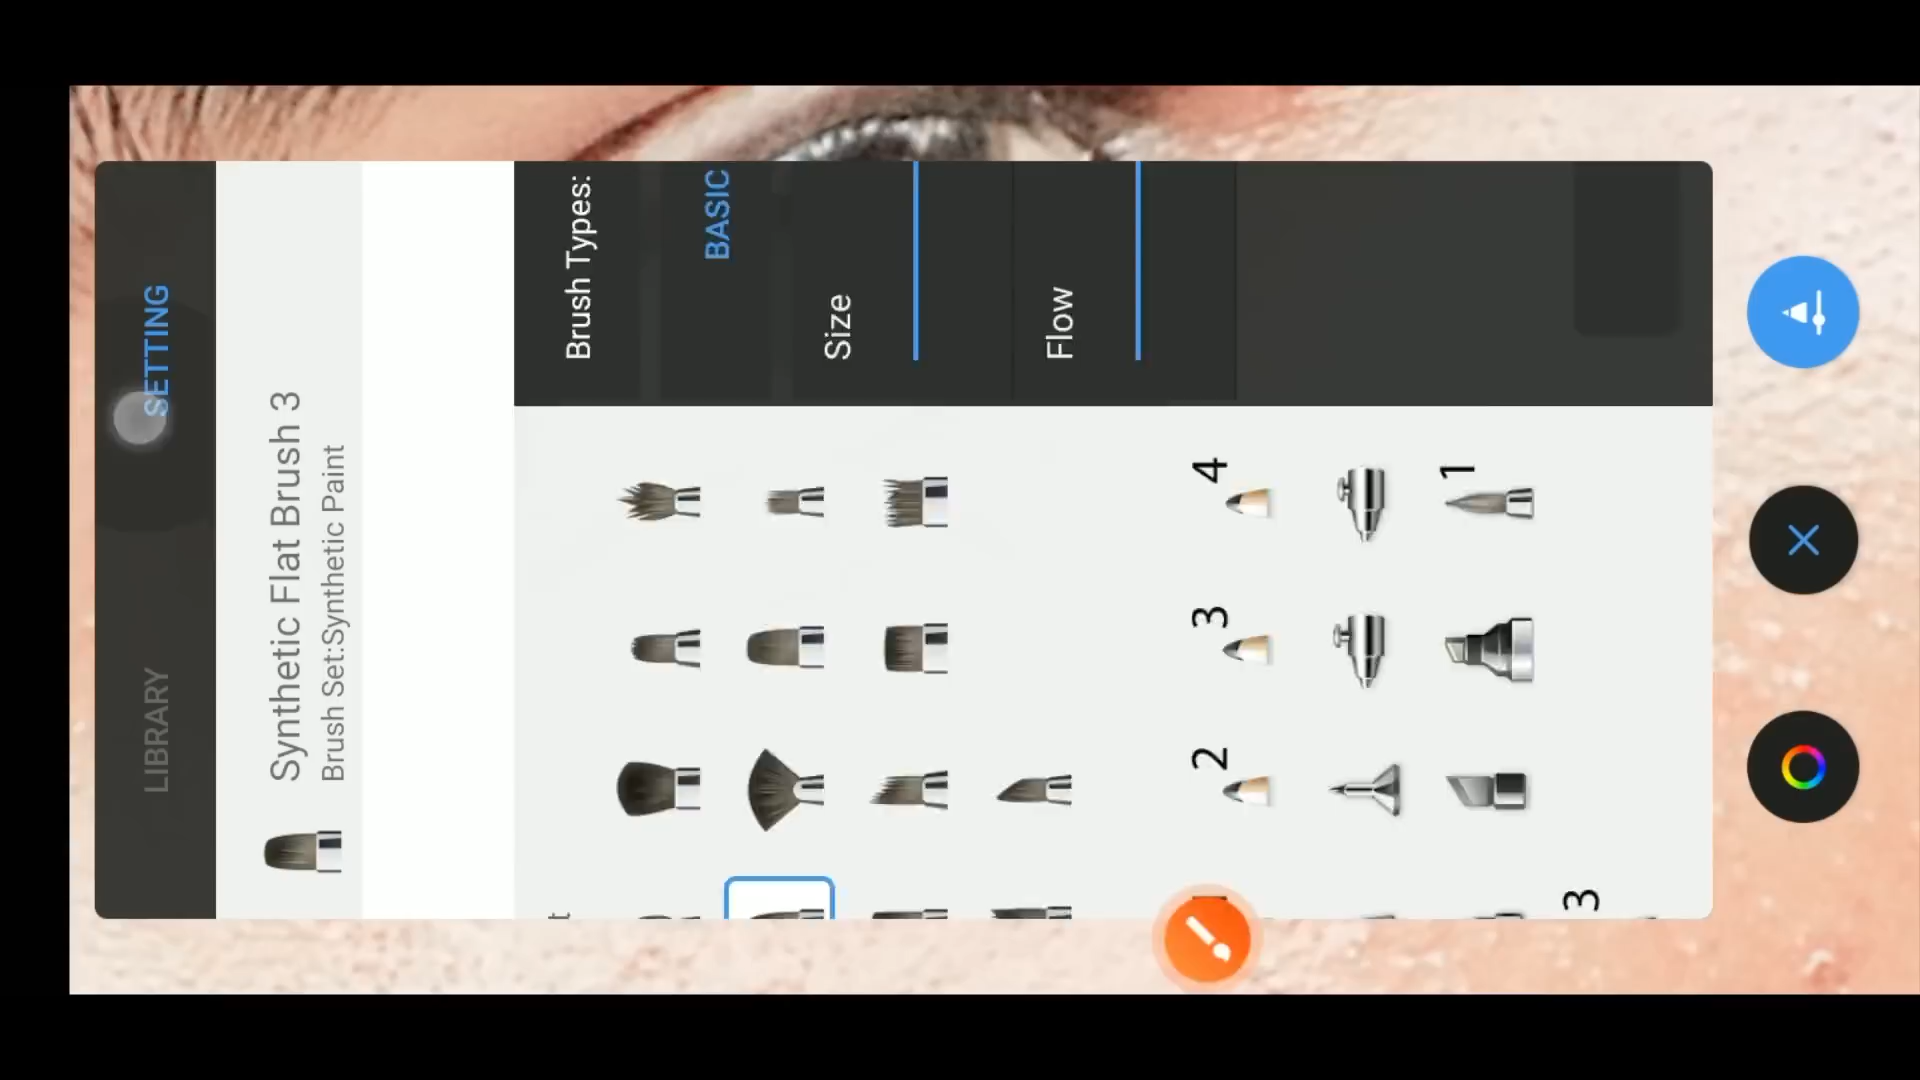 LIBRARY
SETTING
Synthetic Flat Brush 3
Brush Set:Synthetic Paint
Brush Types:
BASIC
Size
Flow
2
3
4
1
3